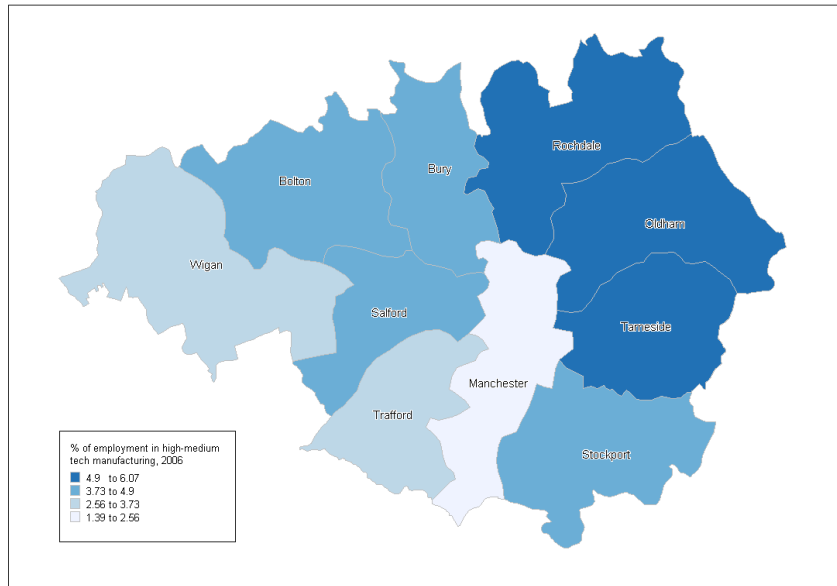 Rochdale
Bury
Bolton
Oldham
Wigan
Salford
Tameside
Manchester
Trafford
Stockport
% of employment in high-medium
tech manufacturing, 2006
4.9 to 6.07
3.73 to 4.9
2.56 to 3.73
1.39 to 2.56